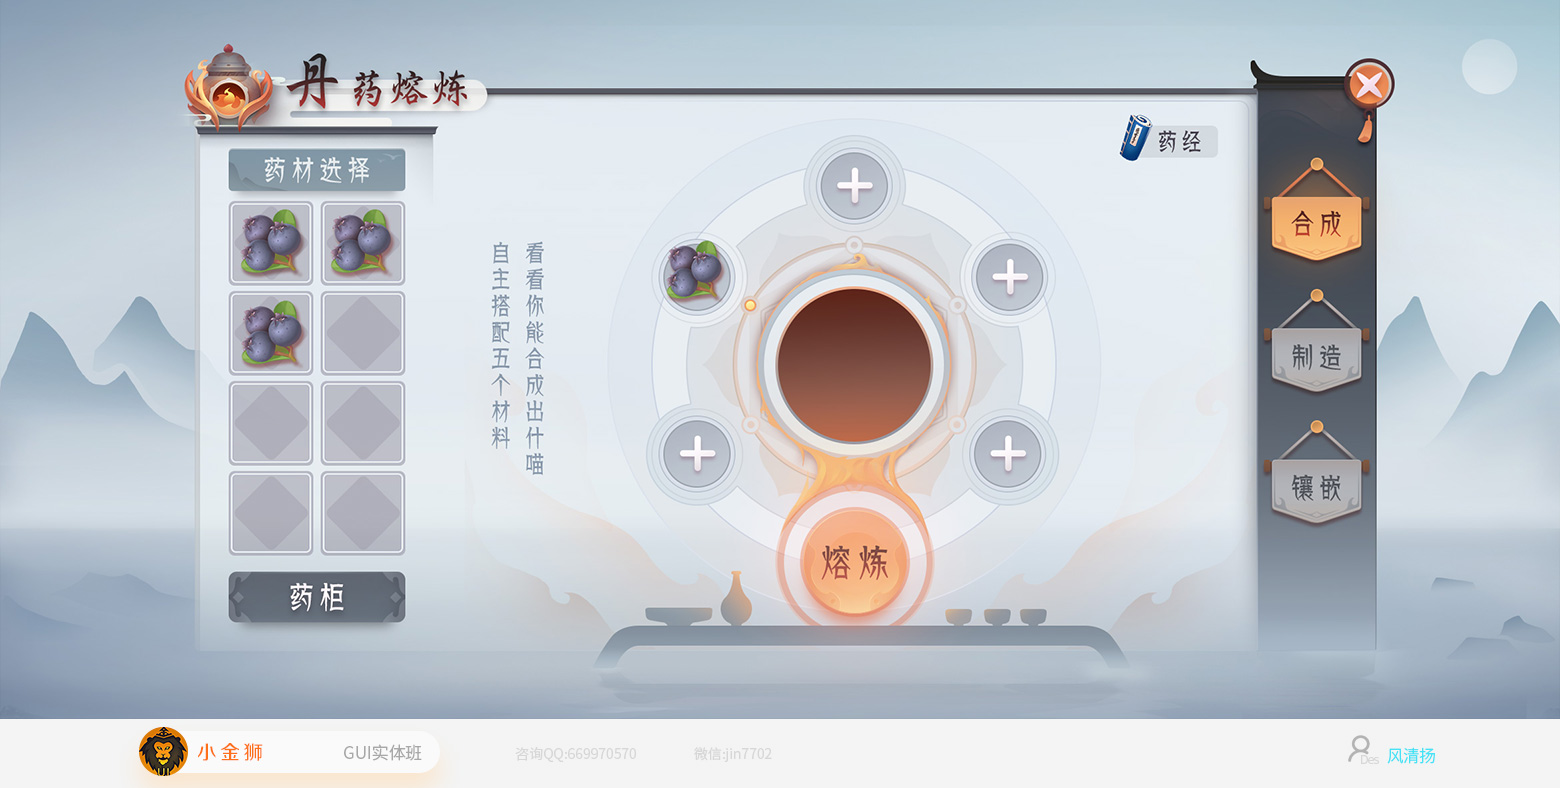 丹药熔炼
药材选择
药经
看看你能合成出什喵
自主搭配五个材料
合成
制造
镶嵌
熔炼
药柜
小金狮
GUI实体班
咨询QQ:669970570
微信:jin7702
Des
风清扬